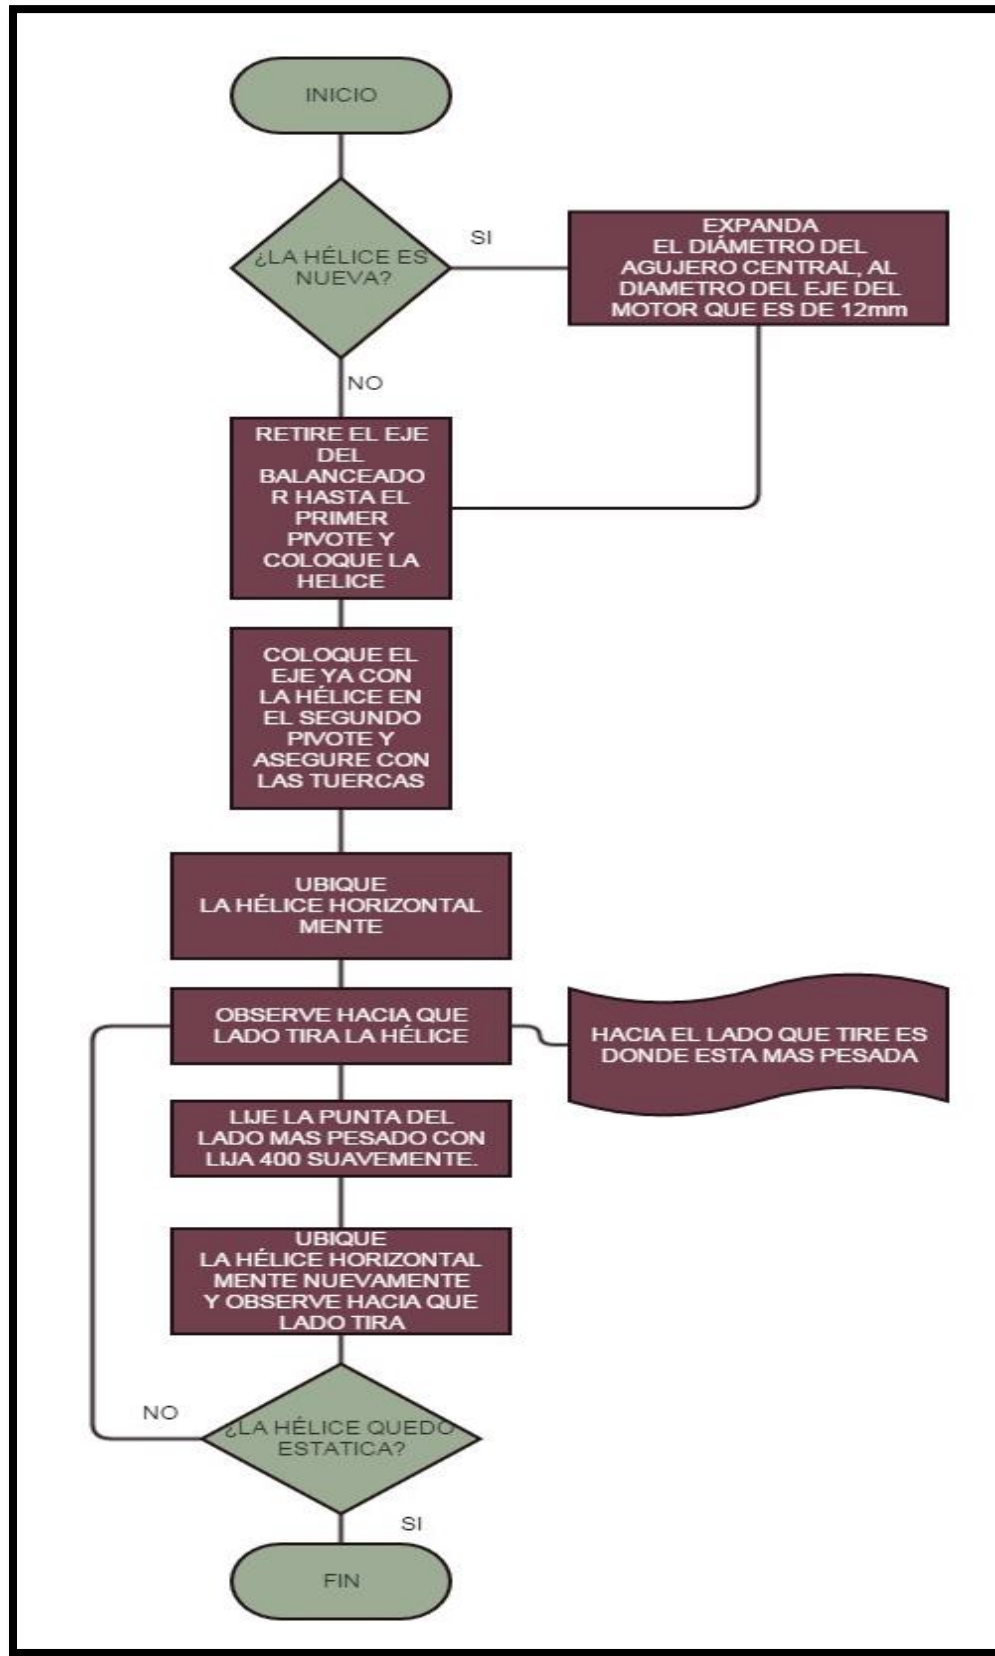 INICIO
¿LA HÉLICE ES
NUEVA?
SI
EXPANDA
EL DIÁMETRO DEL
AGUJERO CENTRAL, AL
DIAMETRO DEL EJE DEL
MOTOR QUE ES DE 12mm
NO
RETIRE EL EJE
DEL
BALANCEADO
R HASTA EL
PRIMER
PIVOTE Y
COLOQUE LA
HELICE
COLOQUE EL
EJE YA CON
LA HÉLICE EN
EL SEGUNDO
PIVOTE Y
ASEGURE CON
LAS TUERCAS
UBIQUE
LA HÉLICE HORIZONTAL
MENTE
OBSERVE HACIA QUE
LADO TIRA LA HÉLICE
HACIA EL LADO QUE TIRE ES
DONDE ESTA MAS PESADA
LIJE LA PUNTA DEL
LADO MAS PESADO CON
LIJA 400 SUAVEMENTE.
UBIQUE
LA HÉLICE HORIZONTAL
MENTE NUEVAMENTE
Y OBSERVE HACIA QUE
LADO TIRA
¿LA HÉLICE QUEDO
ESTATICA?
NO
SI
FIN